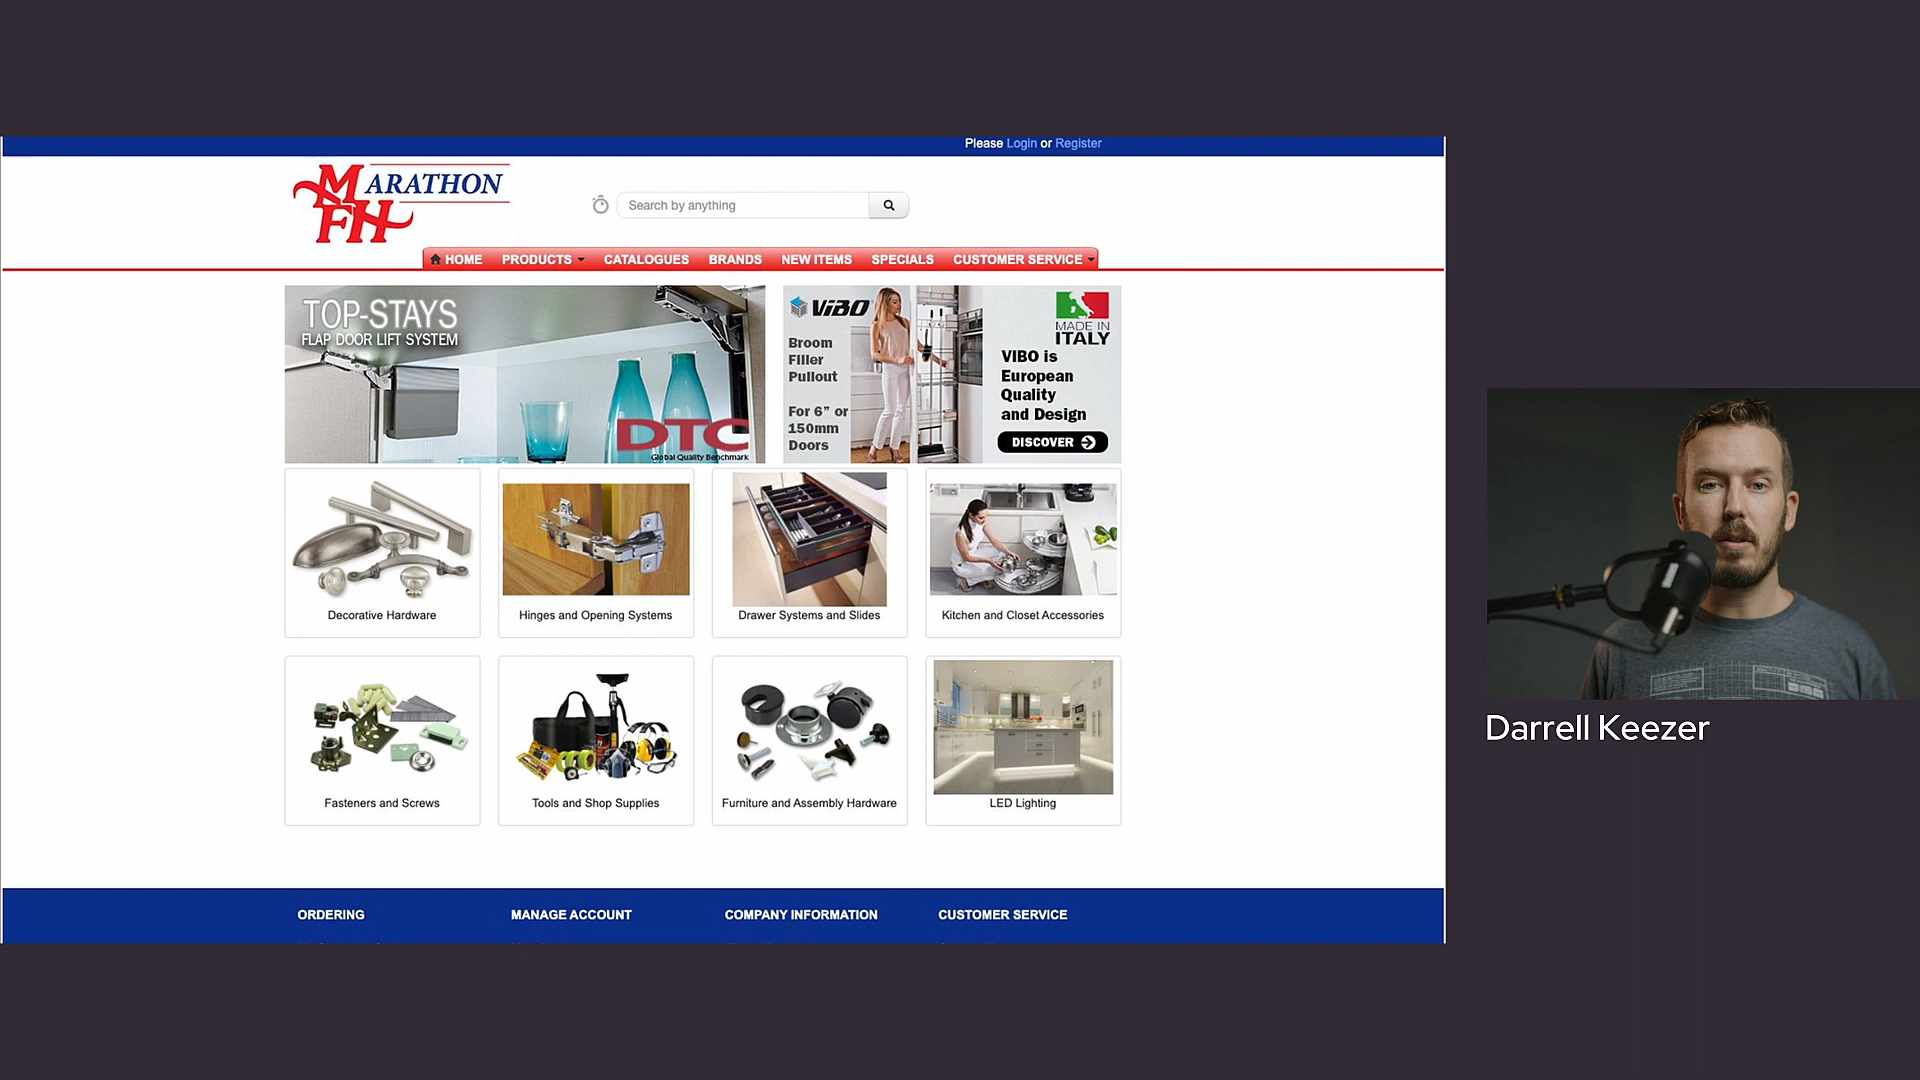 Please Login or Register
MARATHON
FH
Search by anything
HOME PRODUCTS CATALOGUES BRANDS NEW ITEMS SPECIALS CUSTOMER SERVICE
TOP-STAYS
FLAP DOOR LIFT SYSTEM
DTC
Global Quality Benchmark
ViBO
Broom
Filler
Pullout
For 6" or
150mm
Doors
MADE IN
ITALY
VIBO is
European
Quality
and Design
DISCOVER
Decorative Hardware
Hinges and Opening Systems
Drawer Systems and Slides
Kitchen and Closet Accessories
Fasteners and Screws
Tools and Shop Supplies
Furniture and Assembly Hardware
LED Lighting
ORDERING
MANAGE ACCOUNT
COMPANY INFORMATION
CUSTOMER SERVICE
Darrell Keezer